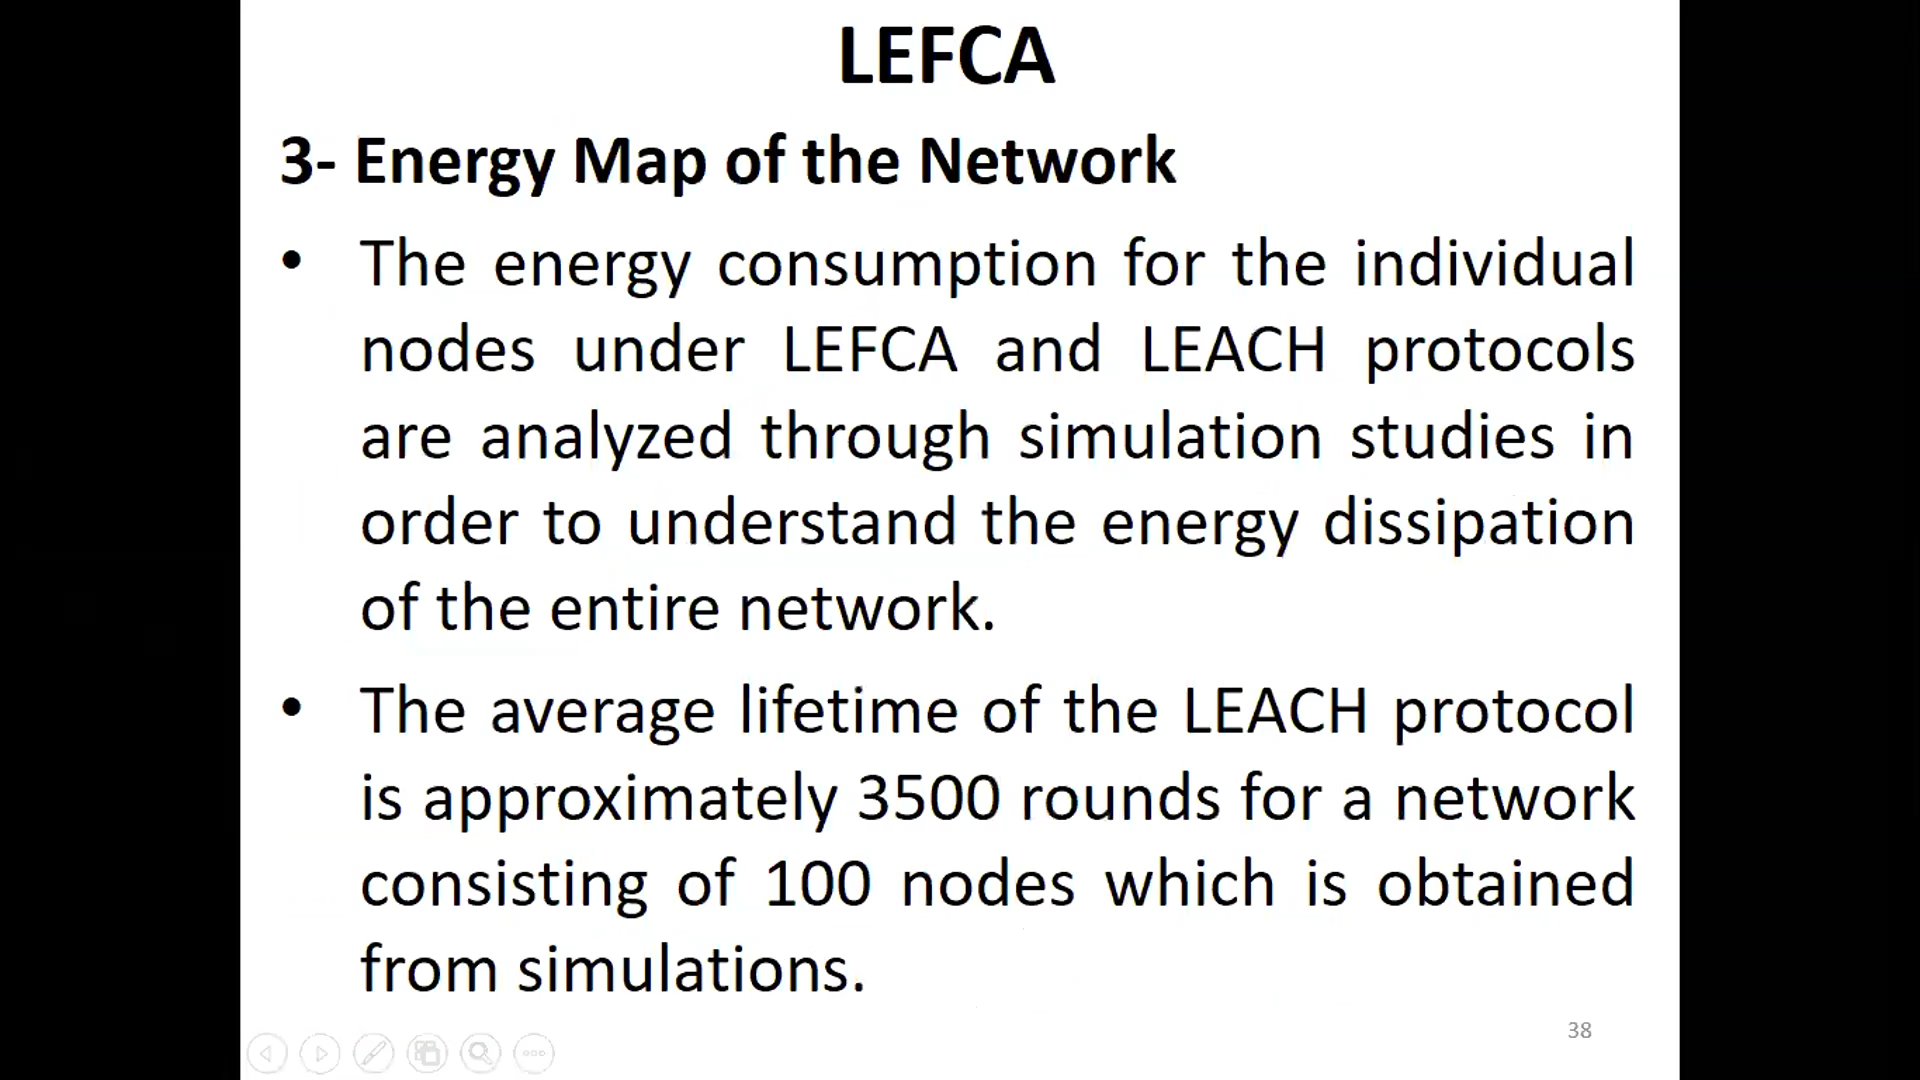 LEFCA
3- Energy Map of the Network
• The energy consumption for the individual
nodes under LEFCA and LEACH protocols
are analyzed through simulation studies in
order to understand the energy dissipation
of the entire network.
• The average lifetime of the LEACH protocol
is approximately 3500 rounds for a network
consisting of 100 nodes which is obtained
from simulations.
38